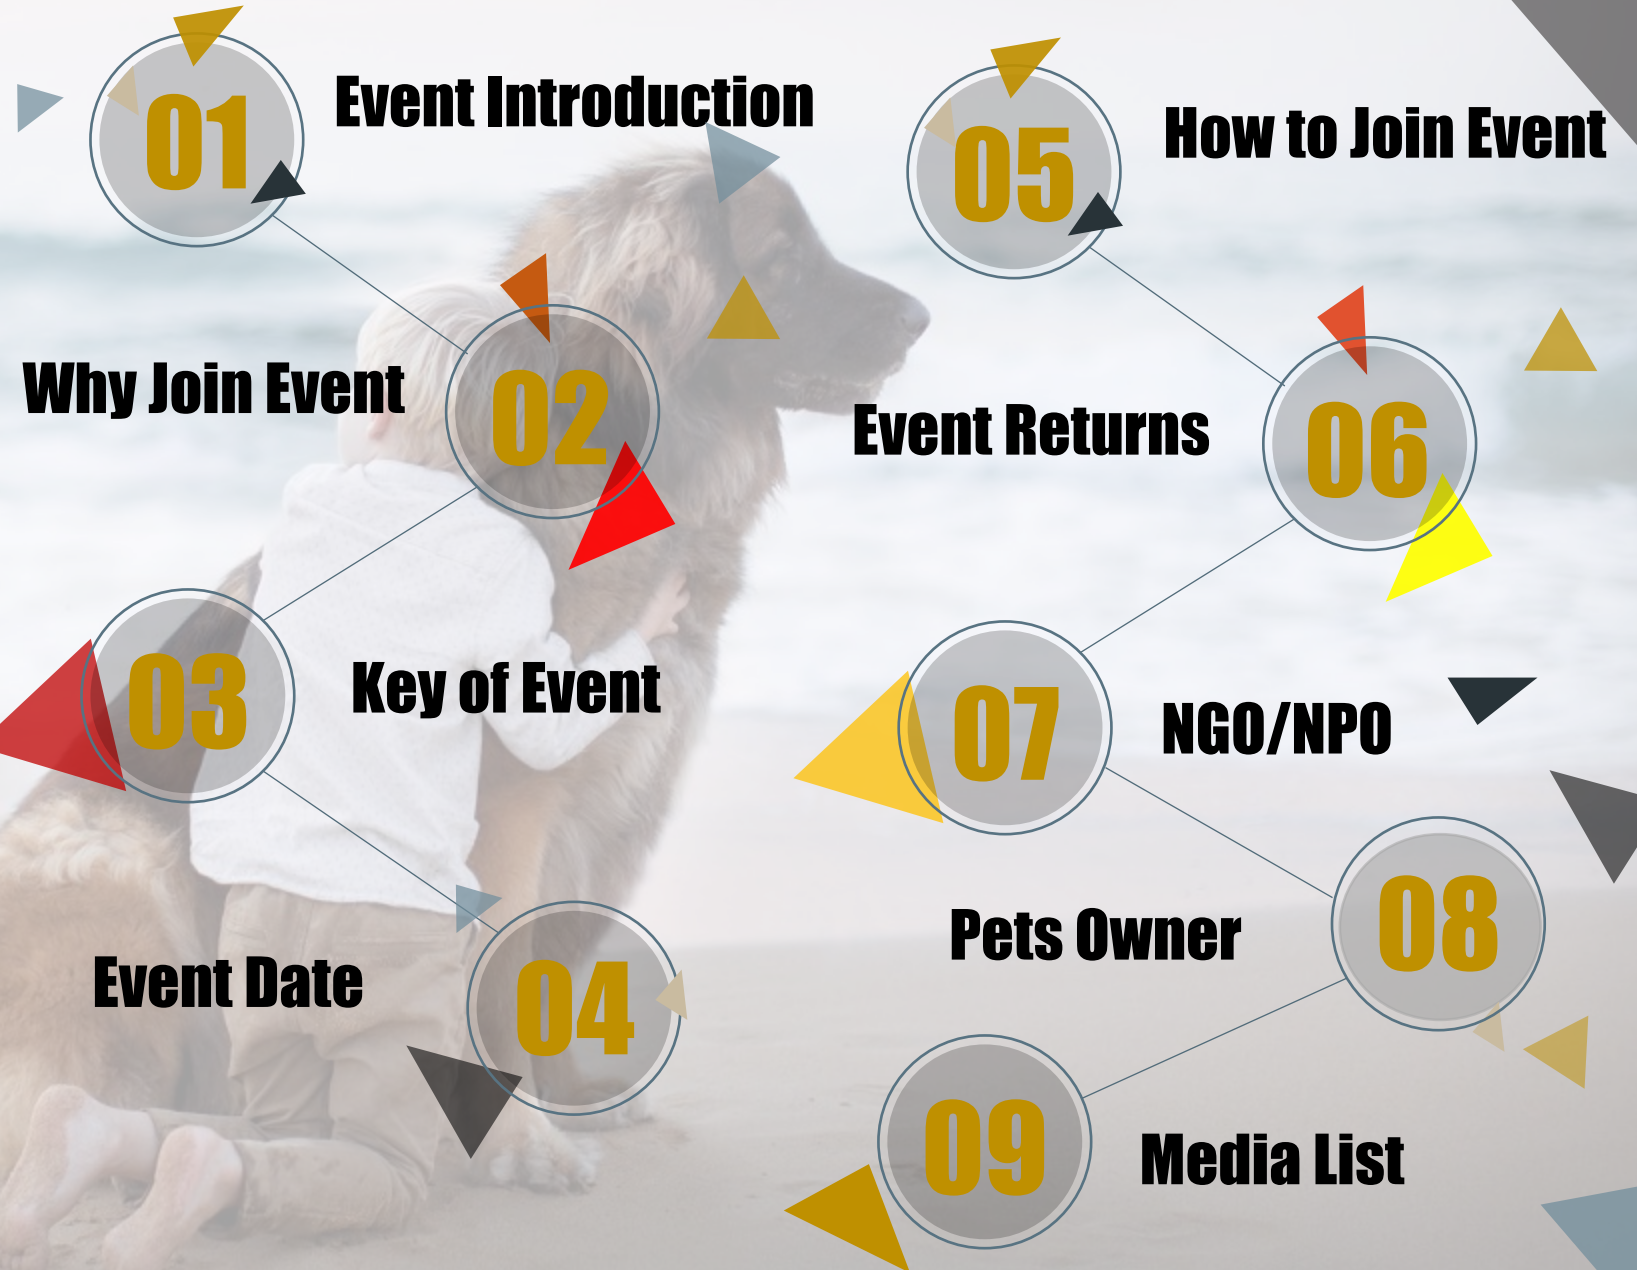 01
Event Introduction
02
Why Join Event
03
Key of Event
04
Event Date
05
How to Join Event
06
Event Returns
07
NGO/NPO
08
Pets Owner
09
Media List